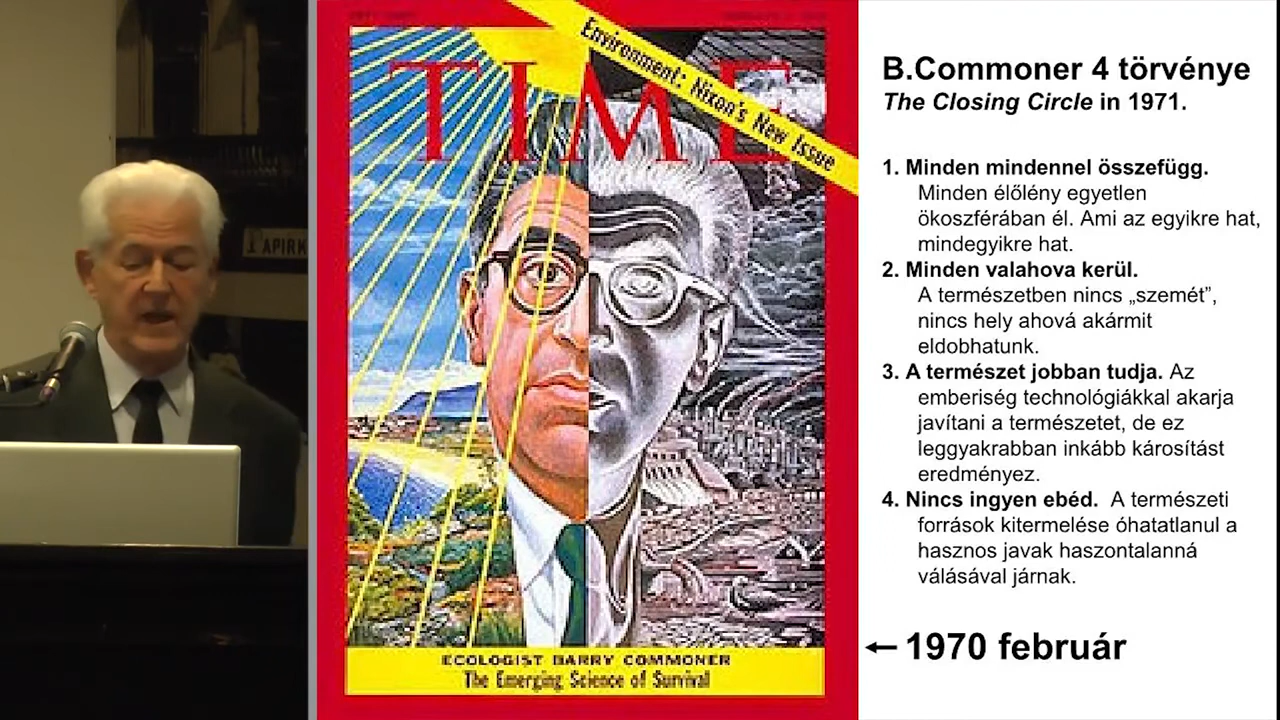 APIRK
TIME
Environment: Nixon's New Issue
ECOLOGIST BARRY COMMONER
The Emerging Science of Survival
B.Commoner 4 törvénye
The Closing Circle in 1971.
1. Minden mindennel összefügg.
Minden élőlény egyetlen
ökoszférában él. Ami az egyikre hat,
mindegyikre hat.
2. Minden valahova kerül.
A természetben nincs „szemét”,
nincs hely ahová akármit
eldobhatunk.
3. A természet jobban tudja. Az
emberiség technológiákkal akarja
javítani a természetet, de ez
leggyakrabban inkább károsítást
eredményez.
4. Nincs ingyen ebéd. A természeti
források kitermelése óhatatlanul a
hasznos javak haszontalanná
válásával járnak.
← 1970 február